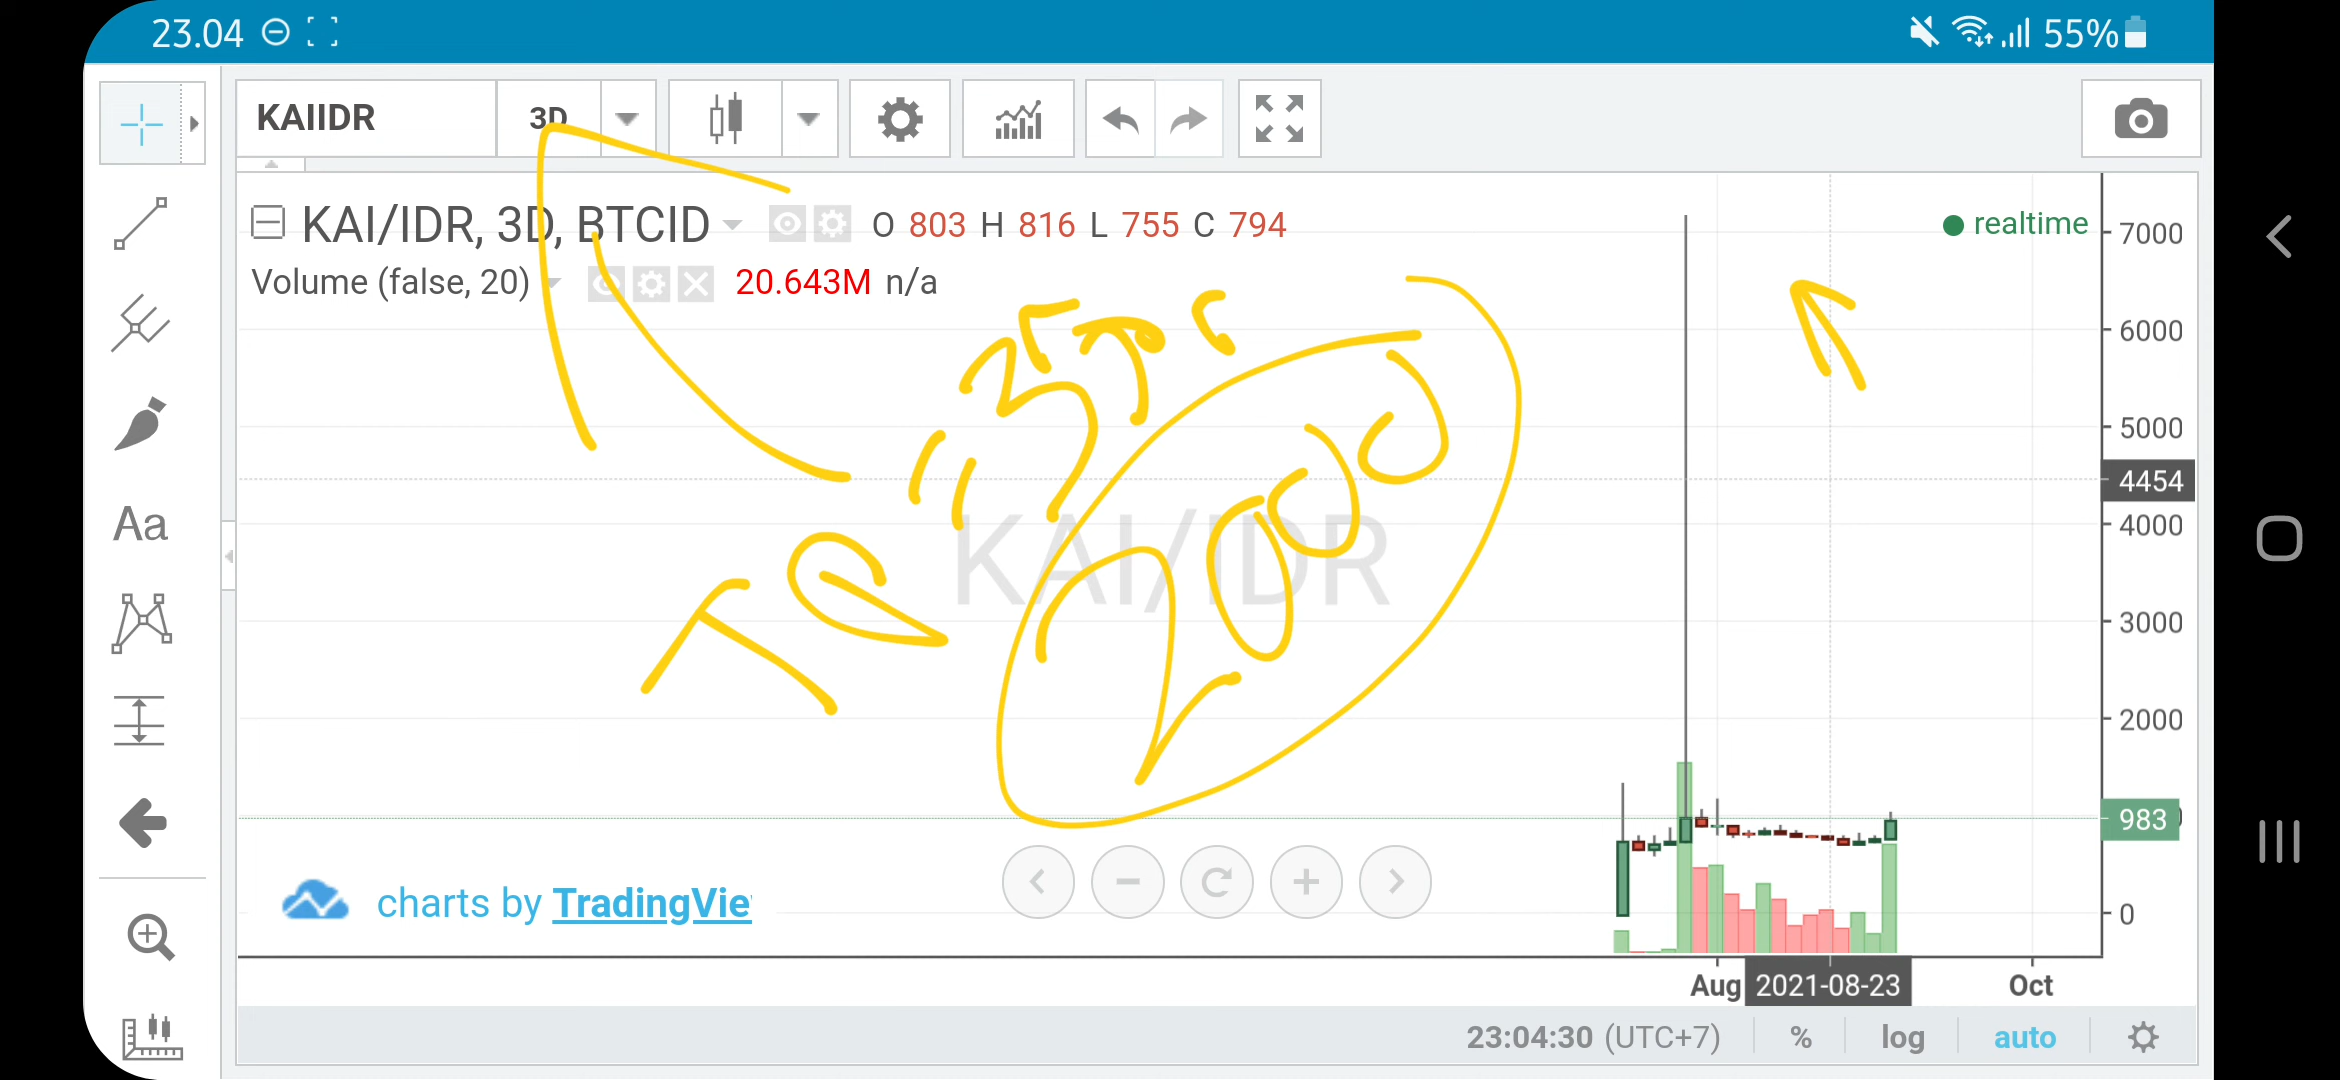 23.04 55%
KAIIDR 3D
KAI/IDR, 3D, BTCID O 803 H 816 L 755 C 794
realtime
Volume (false, 20) 20.643M n/a
7000
6000
5000
4454
4000
3000
2000
983
0
Aa
KAI/IDR
TP =
2000
charts by TradingVie
Aug 2021-08-23 Oct
23:04:30 (UTC+7) % log auto